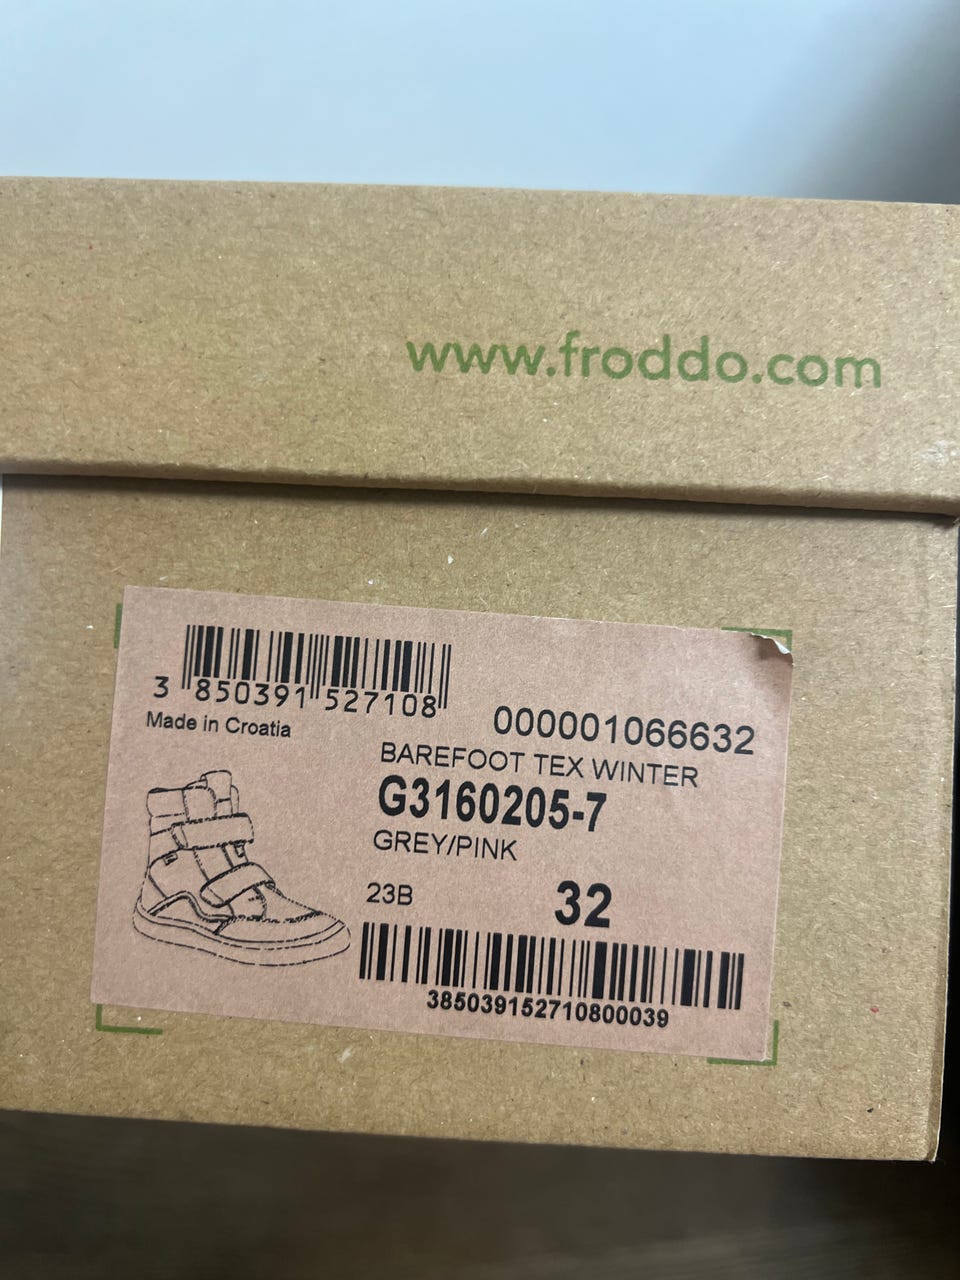 www.froddo.com
3 850391 527108
Made in Croatia
000001066632
BAREFOOT TEX WINTER
G3160205-7
GREY/PINK
23B 32
385039152710800039